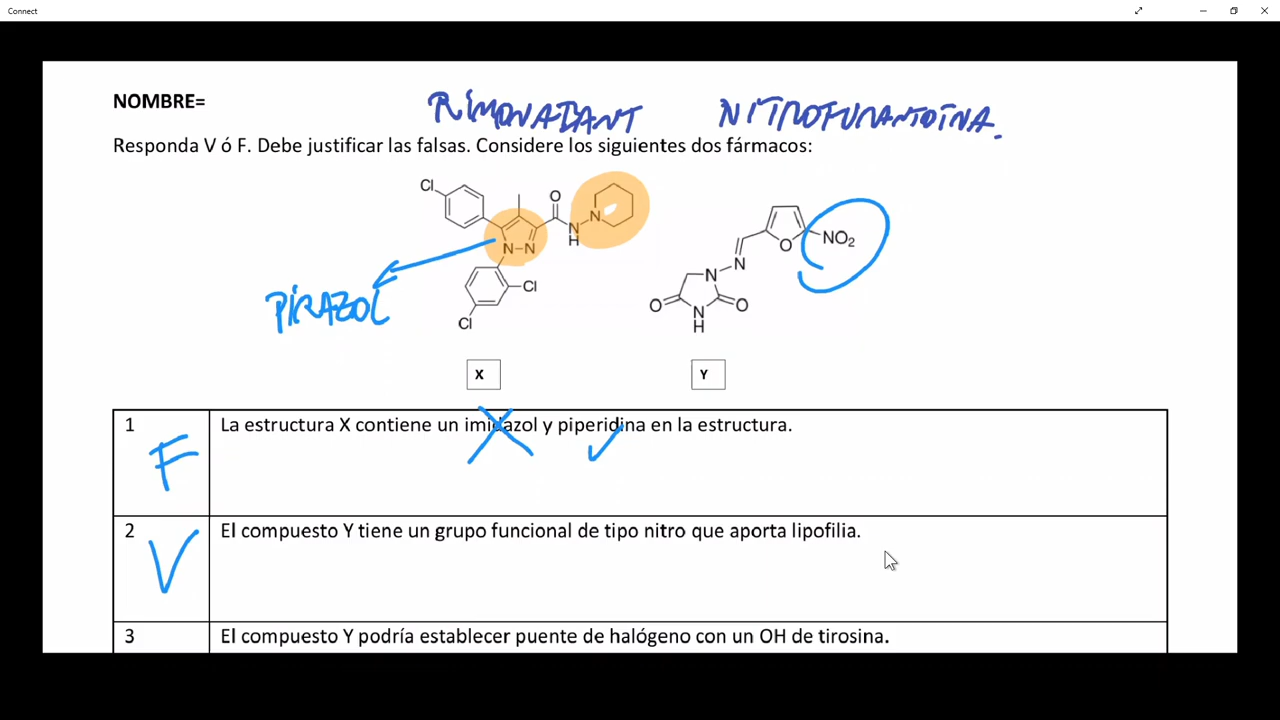 Connect
NOMBRE=
RIMONABANT NITROFURANTOINA.
Responda V ó F. Debe justificar las falsas. Considere los siguientes dos fármacos:
Cl O N N H N N Cl Cl
O NO2 N N O N H O
PIRAZOL
X Y
1 La estructura X contiene un imidazol y piperidina en la estructura.
F
2 El compuesto Y tiene un grupo funcional de tipo nitro que aporta lipofilia.
V
3 El compuesto Y podría establecer puente de halógeno con un OH de tirosina.